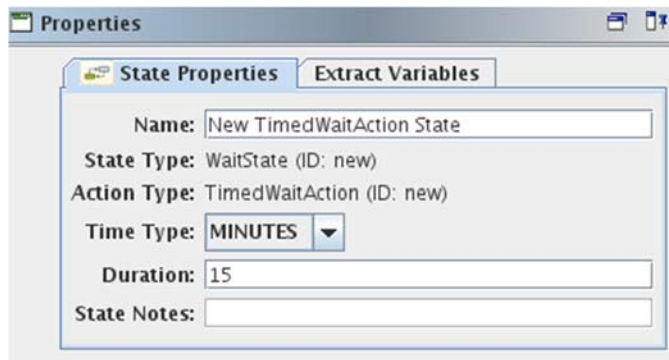 Properties
State Properties Extract Variables
Name: New TimedWaitAction State
State Type: WaitState (ID: new)
Action Type: TimedWaitAction (ID: new)
Time Type: MINUTES
Duration: 15
State Notes: